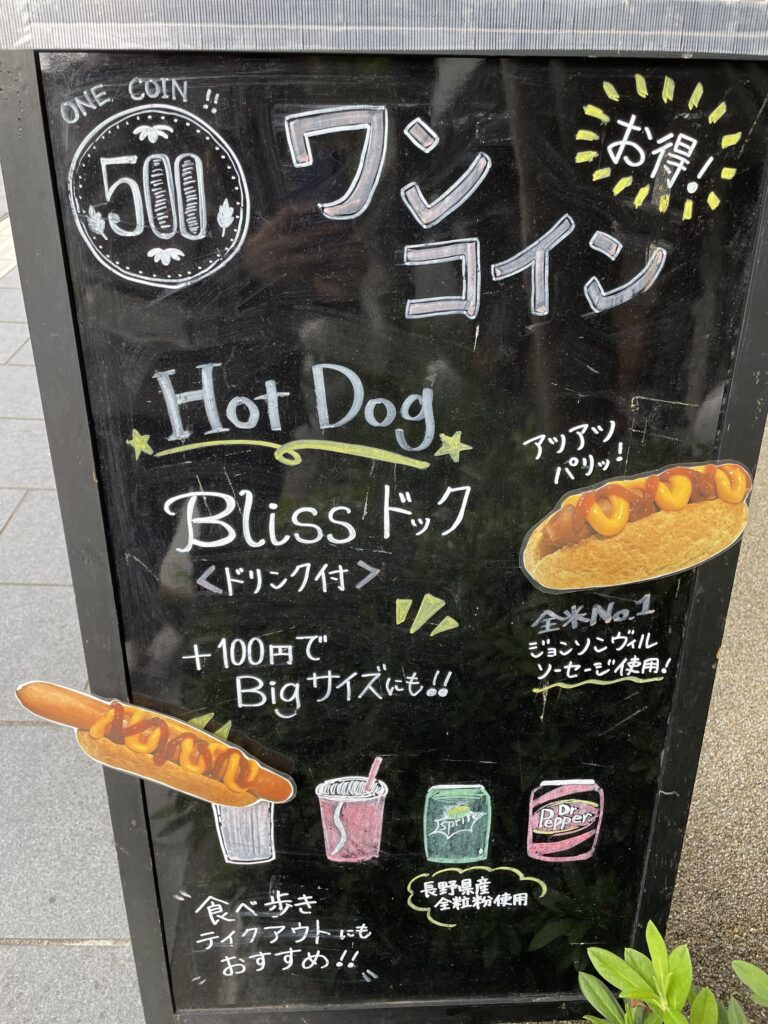 ONE COIN !!
500
ワン
コイン
お得!
Hot Dog
Bliss ドック
<ドリンク付>
アツアツ
パリッ!
全米No.1
ジョンソンヴィル
ソーセージ使用!
+100円で
Bigサイズにも!!
Sprite
Dr
Pepper
長野県産
全粒粉使用
"食べ歩き
テイクアウトにも
おすすめ!!"